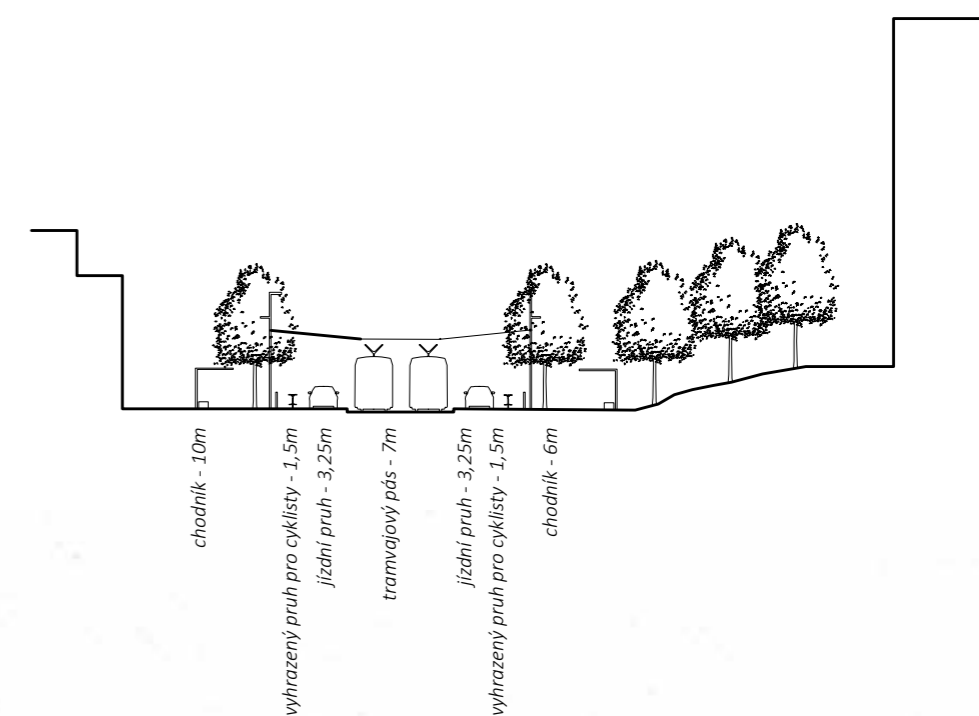 chodník - 10m
vyhrazený pruh pro cyklisty - 1,5m
jízdní pruh - 3,25m
tramvajový pás - 7m
jízdní pruh - 3,25m
vyhrazený pruh pro cyklisty - 1,5m
chodník - 6m